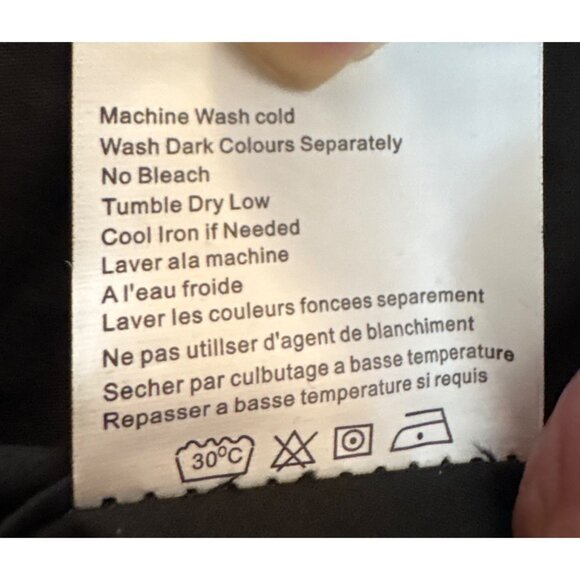 Machine Wash cold
Wash Dark Colours Separately
No Bleach
Tumble Dry Low
Cool Iron if Needed
Laver ala machine
A l'eau froide
Laver les couleurs foncees separement
Ne pas utillser d'agent de blanchiment
Secher par culbutage a basse temperature
Repasser a basse temperature si requis
30°C